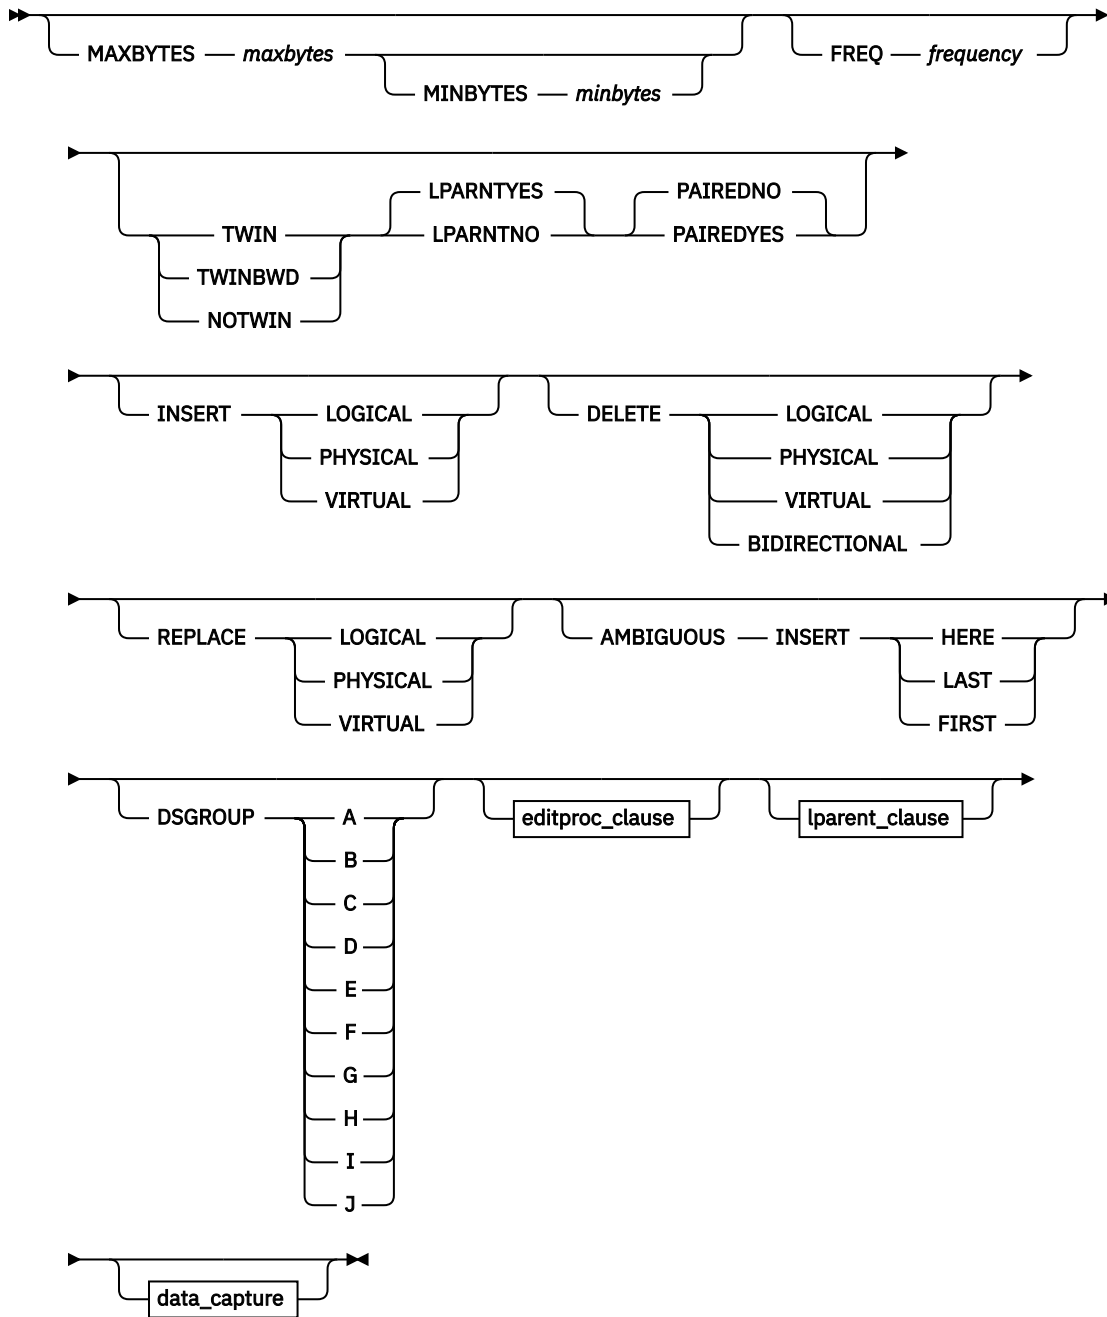 MAXBYTES maxbytes FREQ frequency
MINBYTES minbytes
LPARNTYES PAIREDNO
TWIN LPARNTNO PAIREDYES
TWINBWD
NOTWIN
INSERT LOGICAL DELETE LOGICAL
PHYSICAL PHYSICAL
VIRTUAL VIRTUAL
BIDIRECTIONAL
REPLACE LOGICAL AMBIGUOUS INSERT HERE
PHYSICAL LAST
VIRTUAL FIRST
DSGROUP A editproc_clause lparent_clause
B
C
D
E
F
G
H
I
J
data_capture